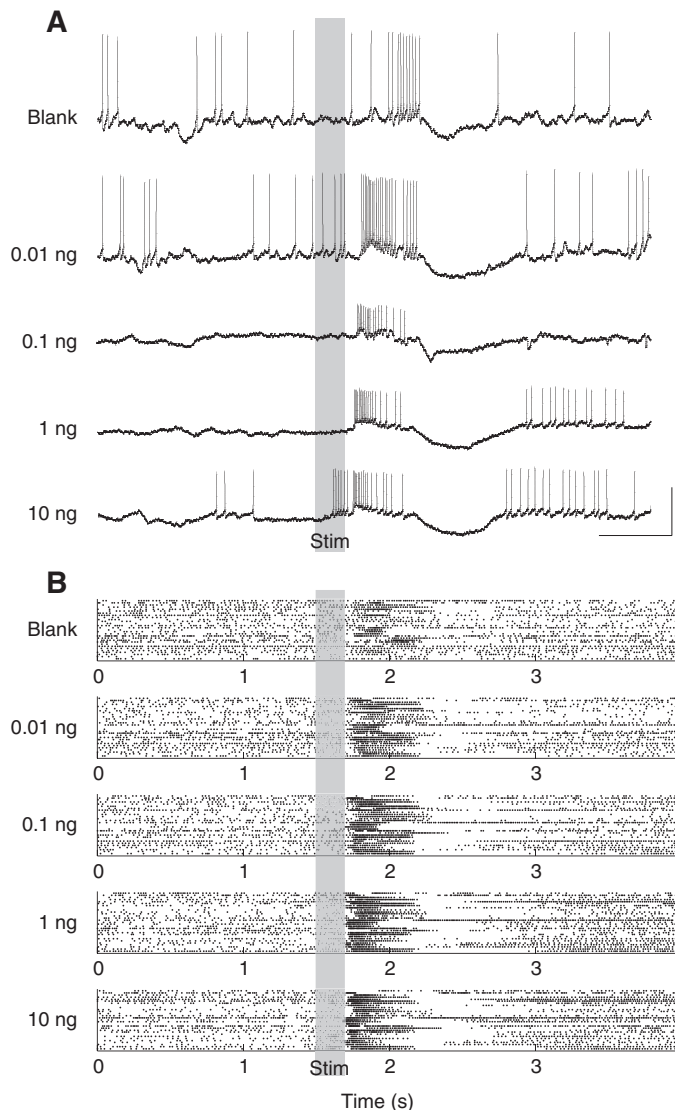 A
Blank
0.01 ng
0.1 ng
1 ng
10 ng
Stim
B
Blank
0 1 2 3
0.01 ng
0 1 2 3
0.1 ng
0 1 2 3
1 ng
0 1 2 3
10 ng
0 1 2 3
Stim
Time (s)